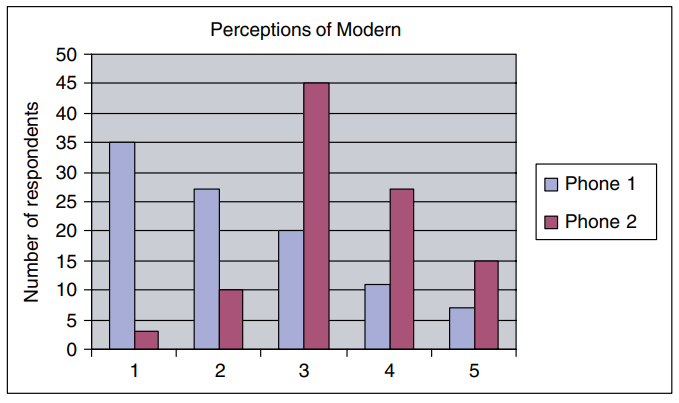 Perceptions of Modern
Number of respondents
50
45
40
35
30
25
20
15
10
5
0
1 2 3 4 5
Phone 1
Phone 2